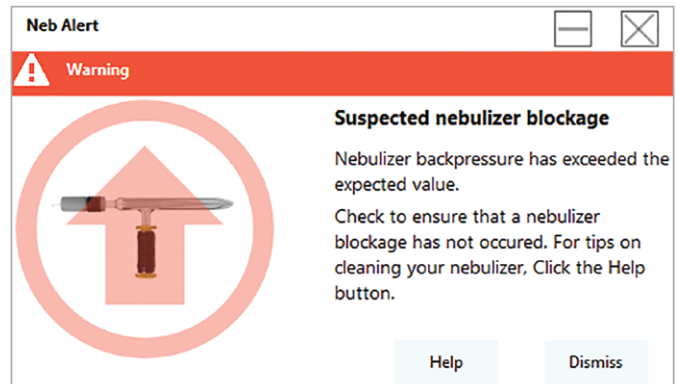 Neb Alert
Warning
Suspected nebulizer blockage
Nebulizer backpressure has exceeded the
expected value.
Check to ensure that a nebulizer
blockage has not occured. For tips on
cleaning your nebulizer, Click the Help
button.
Help
Dismiss